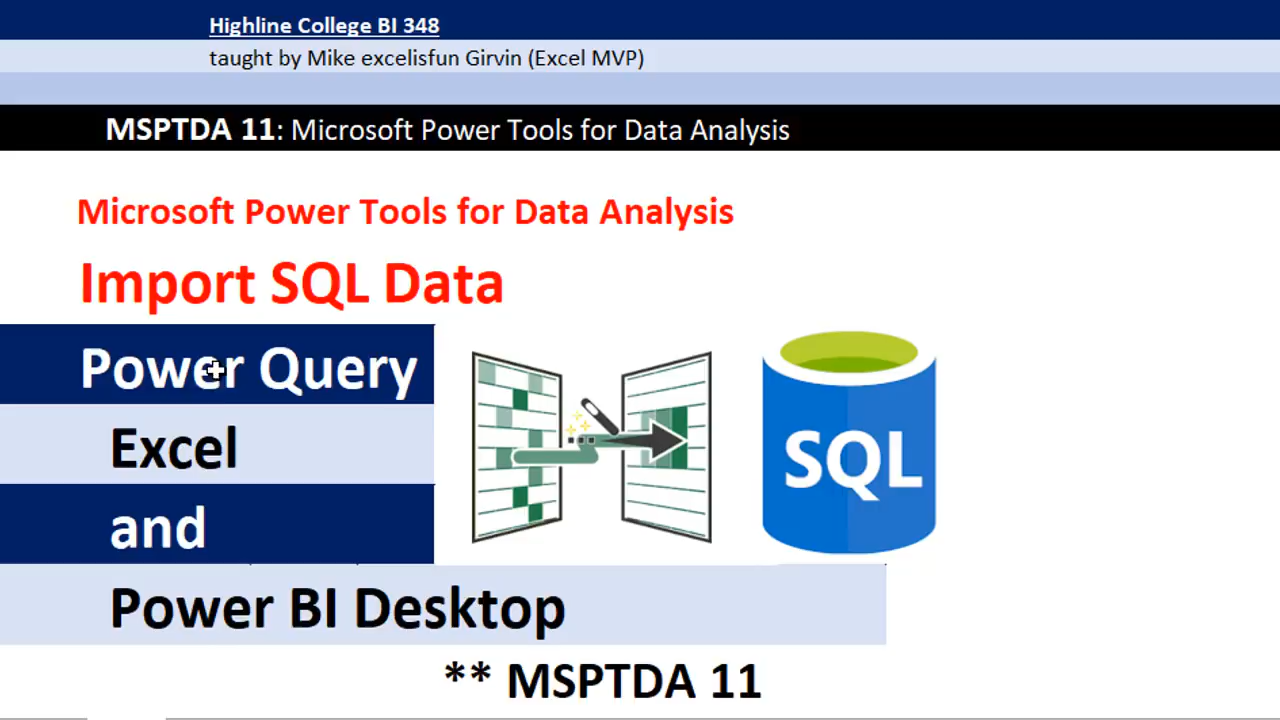 Highline College BI 348
taught by Mike excelisfun Girvin (Excel MVP)
MSPTDA 11: Microsoft Power Tools for Data Analysis
Microsoft Power Tools for Data Analysis
Import SQL Data
Power Query
Excel
and
Power BI Desktop
SQL
** MSPTDA 11